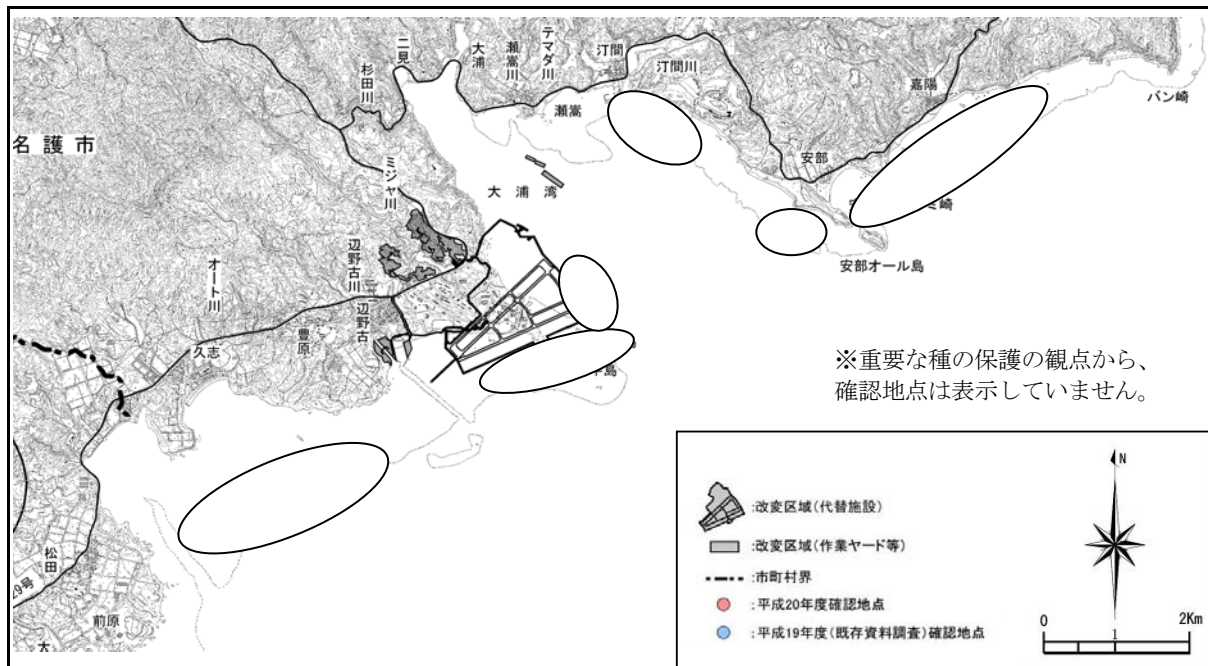 名護市
二見
杉田川
大浦
瀬嵩川
テマダ川
汀間
汀間川
瀬嵩
嘉陽
バン崎
安部
ミ崎
大浦湾
ミジャ川
安部オール島
辺野古川
辺野古
オート川
豊原
久志
島
※重要な種の保護の観点から、
確認地点は表示していません。
松田
29号
前原
大
:改変区域(代替施設)
:改変区域(作業ヤード等)
:市町村界
:平成20年度確認地点
:平成19年度(既存資料調査)確認地点
N
0 1 2Km